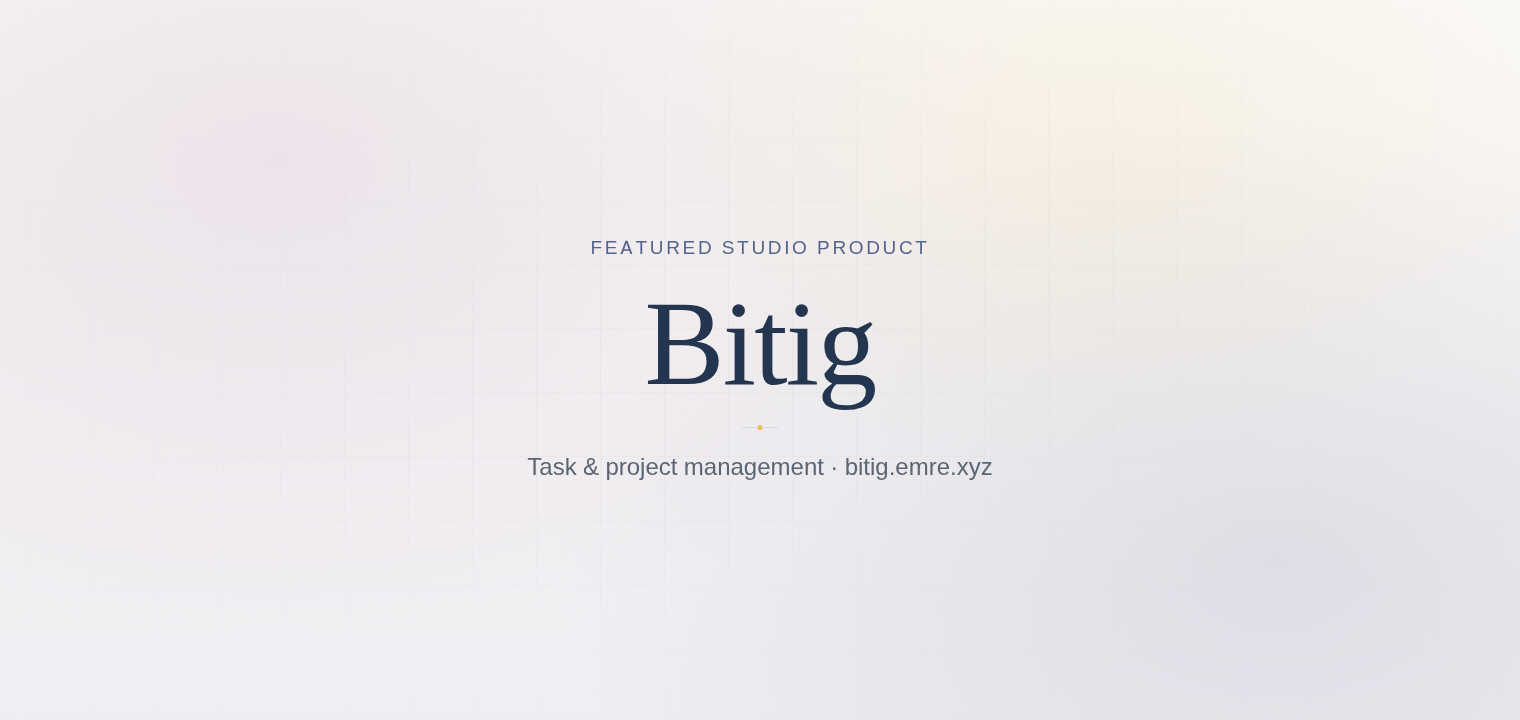 FEATURED STUDIO PRODUCT
Bitig
Task & project management · bitig.emre.xyz